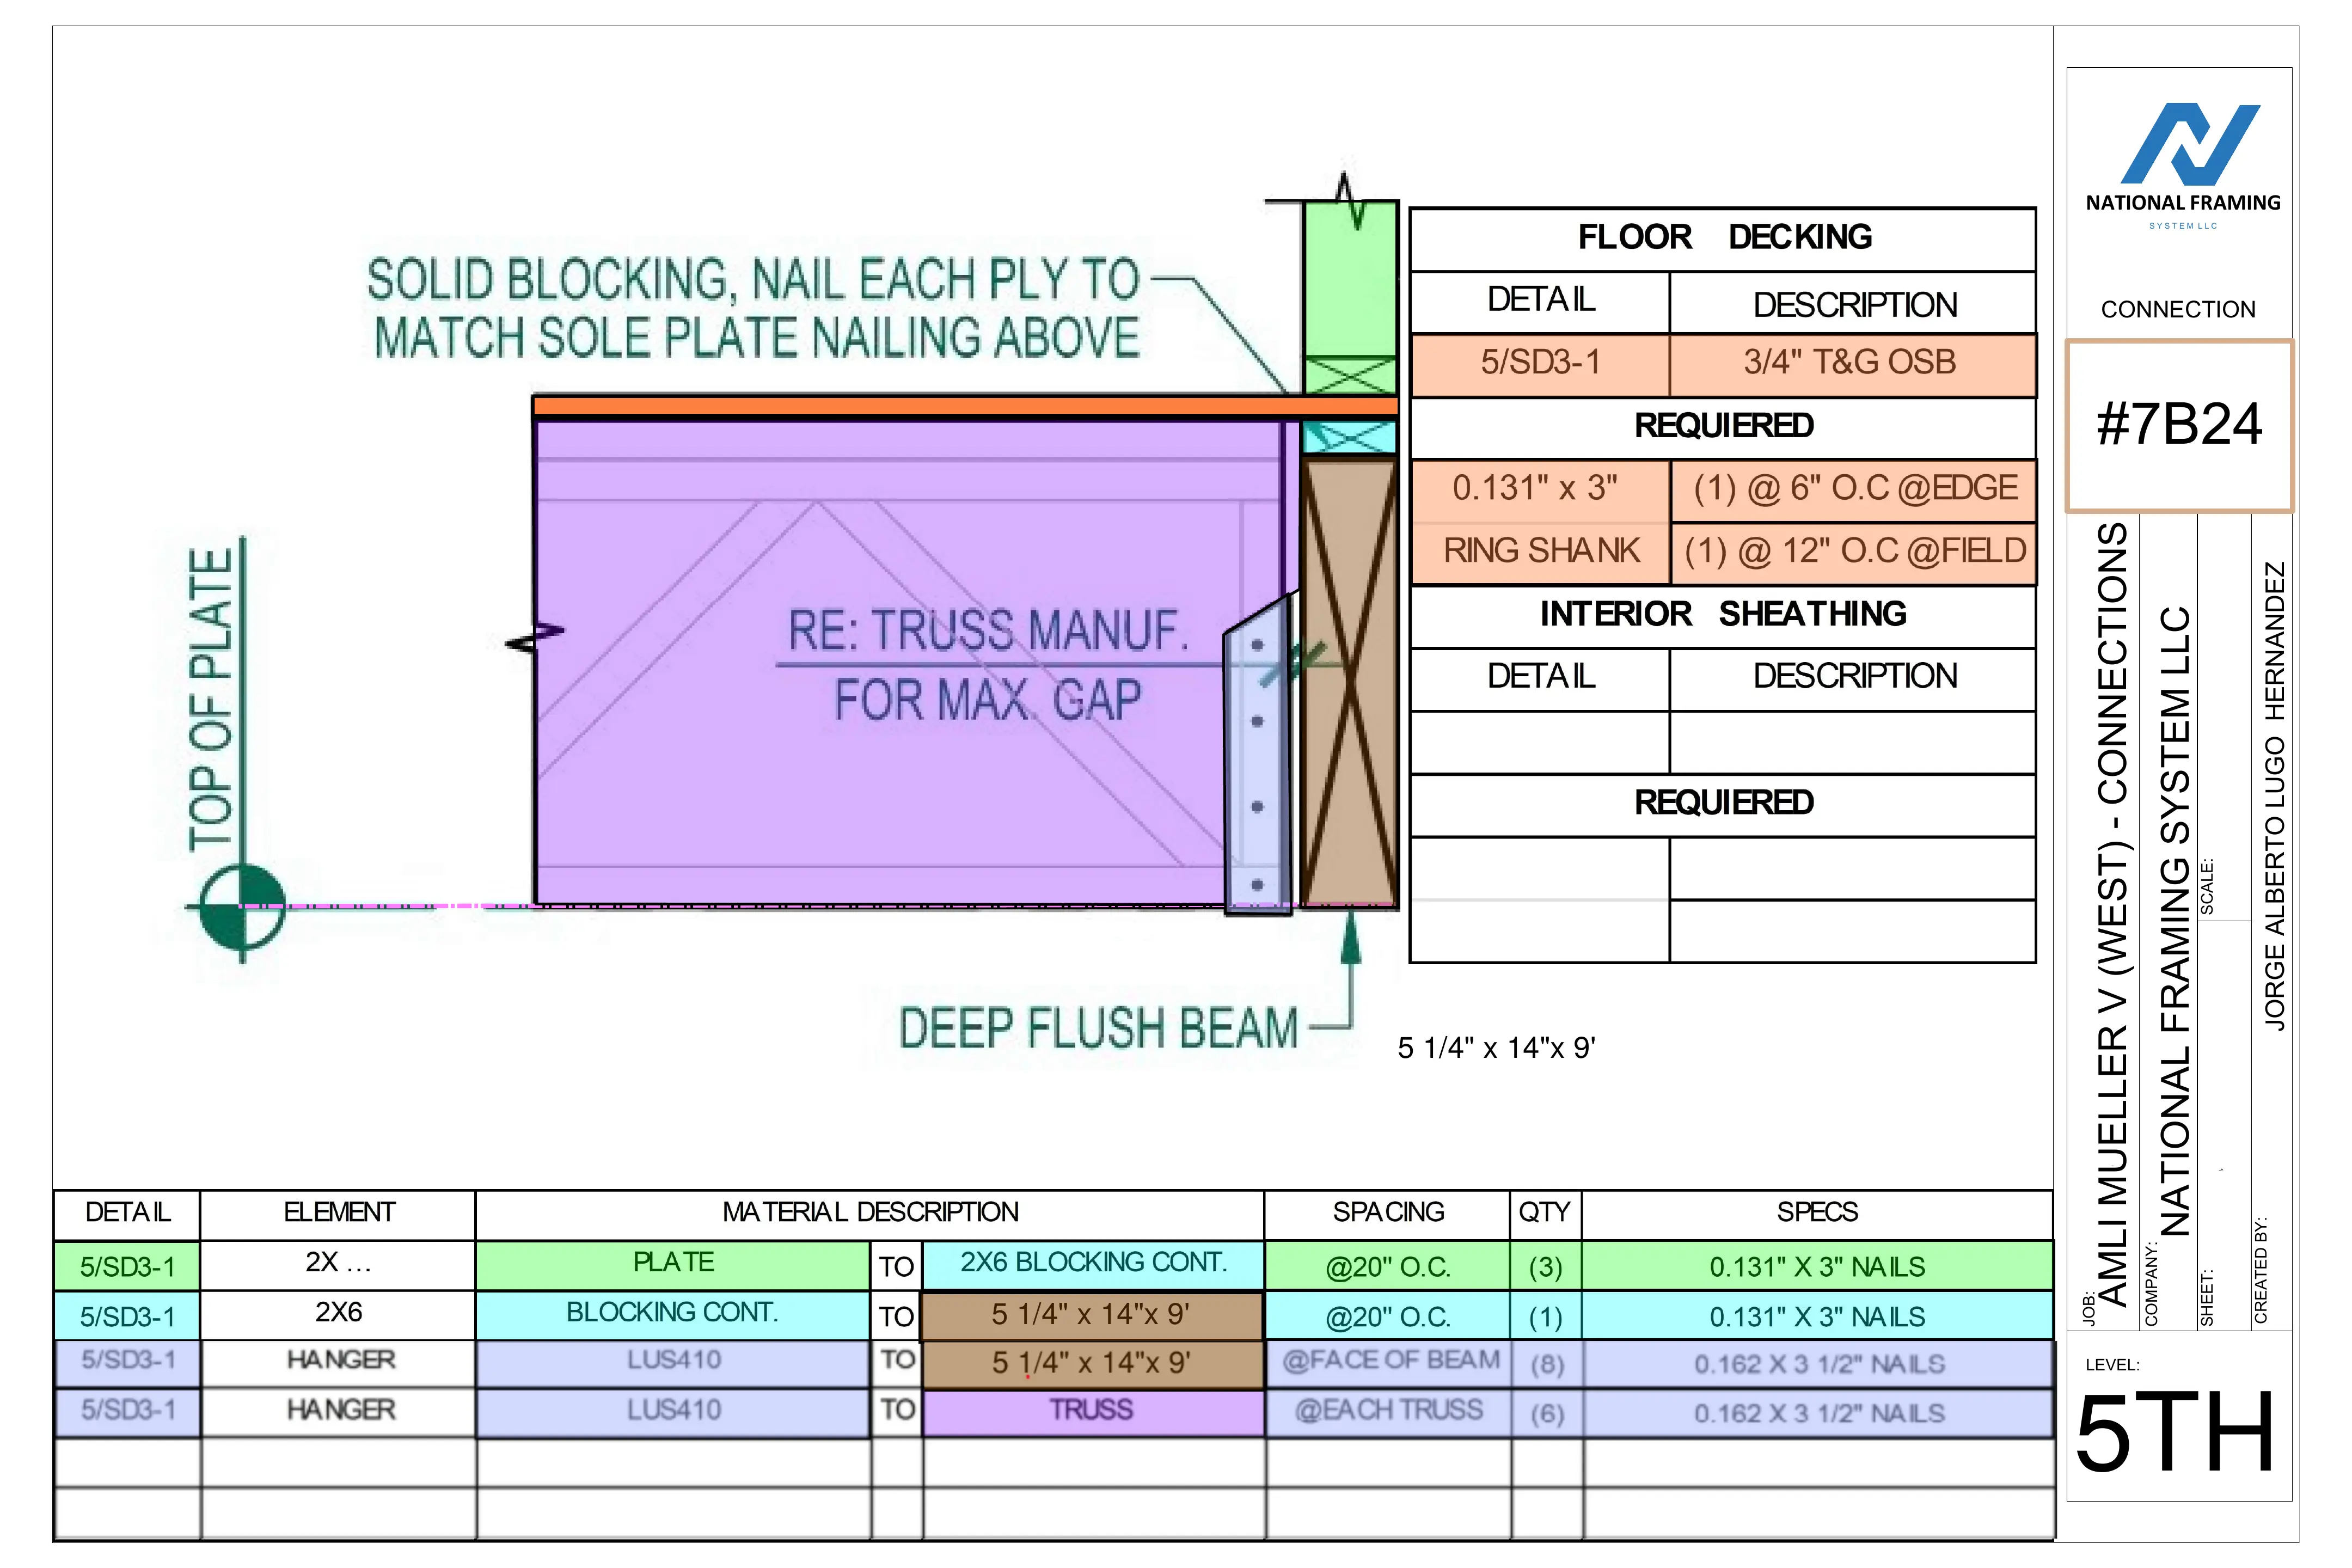 SOLID BLOCKING, NAIL EACH PLY TO
MATCH SOLE PLATE NAILING ABOVE
TOP OF PLATE
RE: TRUSS MANUF.
FOR MAX. GAP
DEEP FLUSH BEAM
5 1/4" x 14"x 9'
FLOOR DECKING
DETAIL DESCRIPTION
5/SD3-1 3/4" T&G OSB
REQUIERED
0.131" x 3" (1) @ 6" O.C @EDGE
RING SHANK (1) @ 12" O.C @FIELD
INTERIOR SHEATHING
DETAIL DESCRIPTION
REQUIERED
DETAIL ELEMENT MATERIAL DESCRIPTION SPACING QTY SPECS
5/SD3-1 2X ... PLATE TO 2X6 BLOCKING CONT. @20" O.C. (3) 0.131" X 3" NAILS
5/SD3-1 2X6 BLOCKING CONT. TO 5 1/4" x 14"x 9' @20" O.C. (1) 0.131" X 3" NAILS
5/SD3-1 HANGER LUS410 TO 5 1/4" x 14"x 9' @FACE OF BEAM (8) 0.162 X 3 1/2" NAILS
5/SD3-1 HANGER LUS410 TO TRUSS @EACH TRUSS (6) 0.162 X 3 1/2" NAILS
NATIONAL FRAMING
SYSTEM LLC
CONNECTION
#7B24
JOB:
AMLI MUELLER V (WEST) - CONNECTIONS
COMPANY:
NATIONAL FRAMING SYSTEM LLC
SHEET:
SCALE:
CREATED BY:
JORGE ALBERTO LUGO HERNANDEZ
LEVEL:
5TH